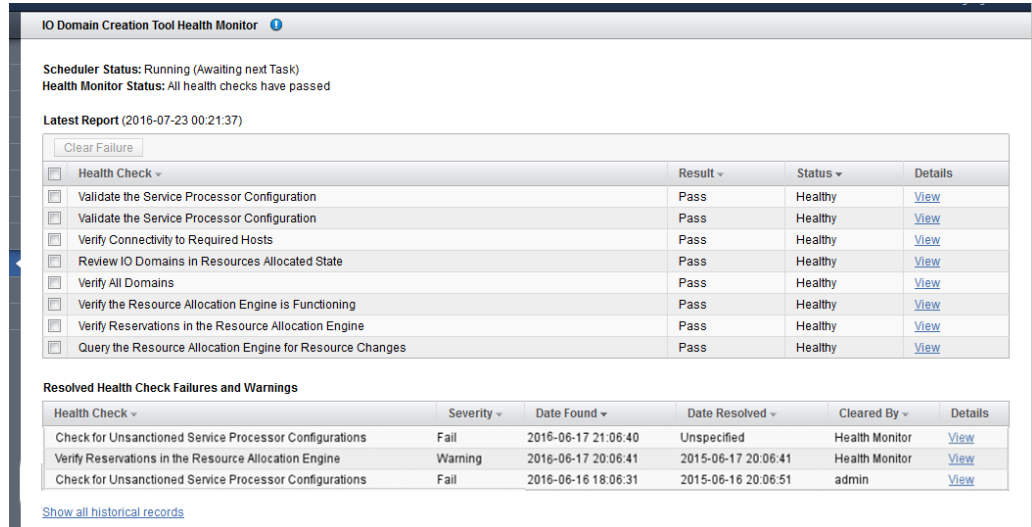 IO Domain Creation Tool Health Monitor
Scheduler Status: Running (Awaiting next Task)
Health Monitor Status: All health checks have passed
Latest Report (2016-07-23 00:21:37)
Clear Failure
Health Check Result Status Details
Validate the Service Processor Configuration Pass Healthy View
Validate the Service Processor Configuration Pass Healthy View
Verify Connectivity to Required Hosts Pass Healthy View
Review IO Domains in Resources Allocated State Pass Healthy View
Verify All Domains Pass Healthy View
Verify the Resource Allocation Engine is Functioning Pass Healthy View
Verify Reservations in the Resource Allocation Engine Pass Healthy View
Query the Resource Allocation Engine for Resource Changes Pass Healthy View
Resolved Health Check Failures and Warnings
Health Check Severity Date Found Date Resolved Cleared By Details
Check for Unsanctioned Service Processor Configurations Fail 2016-06-17 21:06:40 Unspecified Health Monitor View
Verify Reservations in the Resource Allocation Engine Warning 2016-06-17 20:06:41 2015-06-17 20:06:41 Health Monitor View
Check for Unsanctioned Service Processor Configurations Fail 2016-06-16 18:06:31 2015-06-16 20:06:51 admin View
Show all historical records